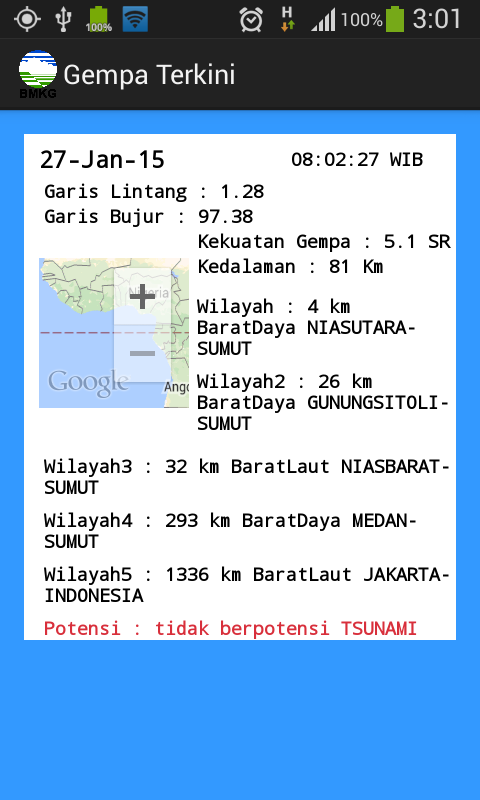 100%
H
100%
3:01
BMKG
Gempa Terkini
27-Jan-15
08:02:27 WIB
Garis Lintang : 1.28
Garis Bujur : 97.38
Kekuatan Gempa : 5.1 SR
Kedalaman : 81 Km
Nigeria
+
Wilayah : 4 km
BaratDaya NIASUTARA-
SUMUT
Google
Ango
Wilayah2 : 26 km
BaratDaya GUNUNGSITOLI-
SUMUT
Wilayah3 : 32 km BaratLaut NIASBARAT-
SUMUT
Wilayah4 : 293 km BaratDaya MEDAN-
SUMUT
Wilayah5 : 1336 km BaratLaut JAKARTA-
INDONESIA
Potensi : tidak berpotensi TSUNAMI